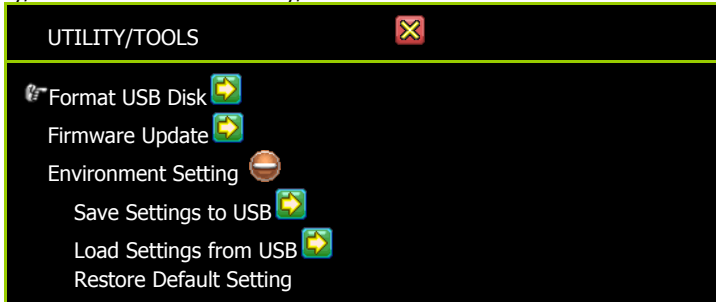 UTILITY/TOOLS
Format USB Disk
Firmware Update
Environment Setting
Save Settings to USB
Load Settings from USB
Restore Default Setting